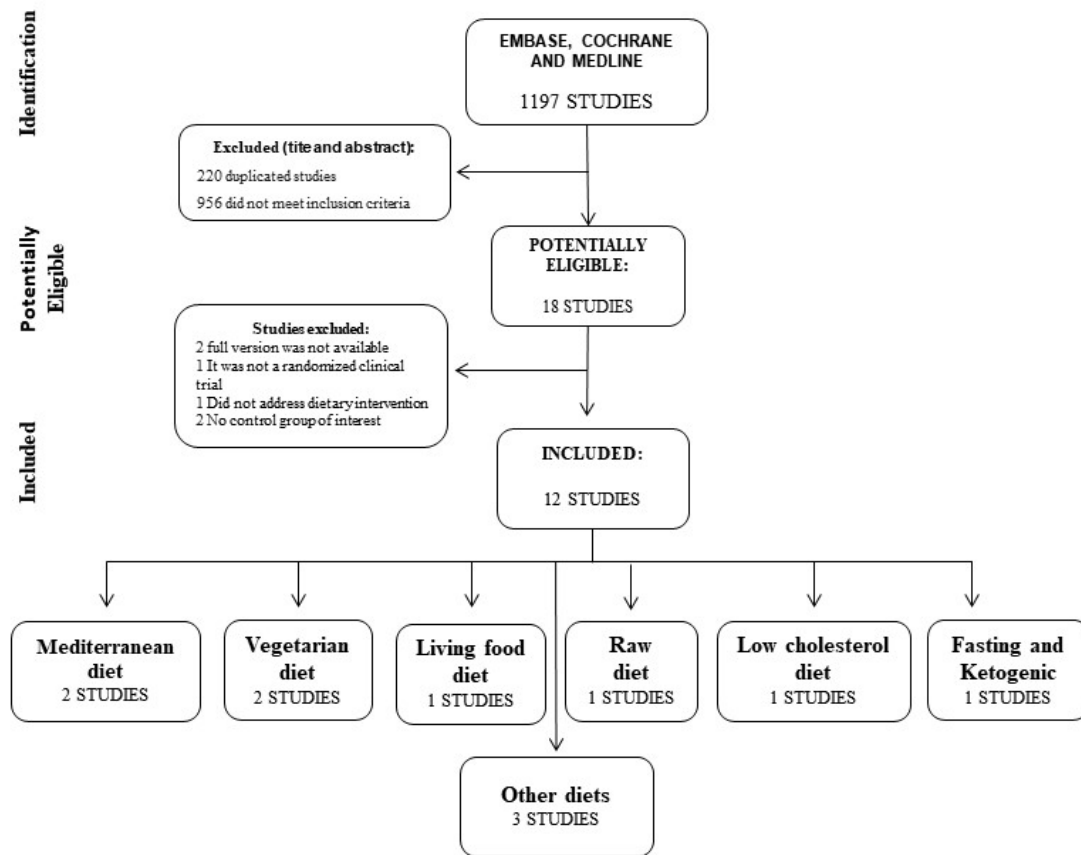 Identification
EMBASE, COCHRANE
AND MEDLINE
1197 STUDIES
Excluded (tite and abstract):
220 duplicated studies
956 did not meet inclusion criteria
Potentially
Eligible
POTENTIALLY
ELIGIBLE:
18 STUDIES
Studies excluded:
2 full version was not available
1 It was not a randomized clinical
trial
1 Did not address dietary intervention
2 No control group of interest
Included
INCLUDED:
12 STUDIES
Mediterranean
diet
2 STUDIES
Vegetarian
diet
2 STUDIES
Living food
diet
1 STUDIES
Raw
diet
1 STUDIES
Low cholesterol
diet
1 STUDIES
Fasting and
Ketogenic
1 STUDIES
Other diets
3 STUDIES